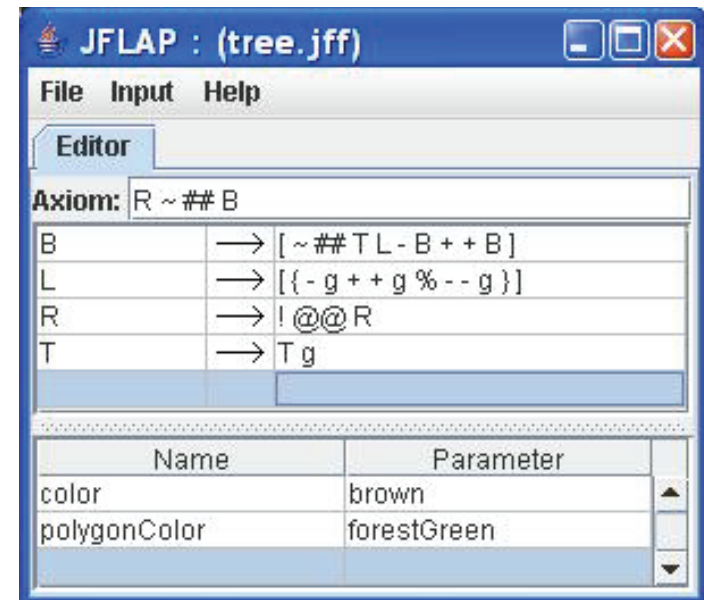 JFLAP : (tree.jff)
File Input Help
Editor
Axiom: R ~ ## B
B → [ ~ ## T L - B + + B ]
L → [{ - g + + g % - - g }]
R → ! @@ R
T → T g
Name Parameter
color brown
polygonColor forestGreen